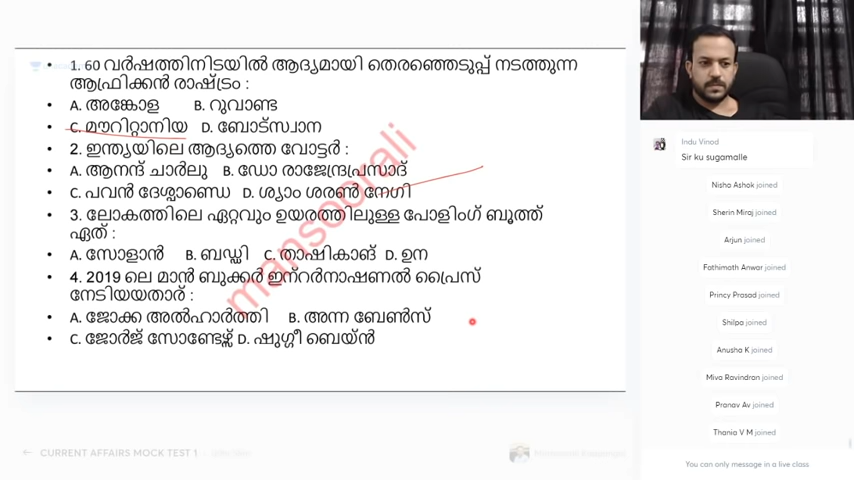 1. 60 വർഷത്തിനിടയിൽ ആദ്യമായി തെരഞ്ഞെടുപ്പ് നടത്തുന്ന
ആഫ്രിക്കൻ രാഷ്ട്രം :
A. അങ്കോള B. റുവാണ്ട
C. മൗറിറ്റാനിയ D. ബോട്സ്വാന
2. ഇന്ത്യയിലെ ആദ്യത്തെ വോട്ടർ :
A. ആനന്ദ് ചാർലു B. ഡോ രാജേന്ദ്രപ്രസാദ്
C. പവൻ ദേശ്പാണ്ഡെ D. ശ്യാം ശരൺ നേഗി
3. ലോകത്തിലെ ഏറ്റവും ഉയരത്തിലുള്ള പോളിംഗ് ബൂത്ത്
ഏത് :
A. സോളാൻ B. ബഡ്ഡി C. താഷികാങ് D. ഉന
4. 2019 ലെ മാൻ ബുക്കർ ഇന്റർനാഷണൽ പ്രൈസ്
നേടിയയതാര് :
A. ജോക്ക അൽഹാർത്തി B. അന്ന ബേൺസ്
C. ജോർജ് സോണ്ടേഴ്സ് D. ഷുഗ്ഗീ ബെയ്ൻ
mansoorali
CURRENT AFFAIRS MOCK TEST 1
Indu Vinod
Sir ku sugamalle
Nisha Ashok joined
Sherin Miraj joined
Arjun joined
Fathimath Anwar joined
Princy Prasad joined
Shilpa joined
Anusha K joined
Miva Ravindran joined
Pranav Av joined
Thania V M joined
You can only message in a live class